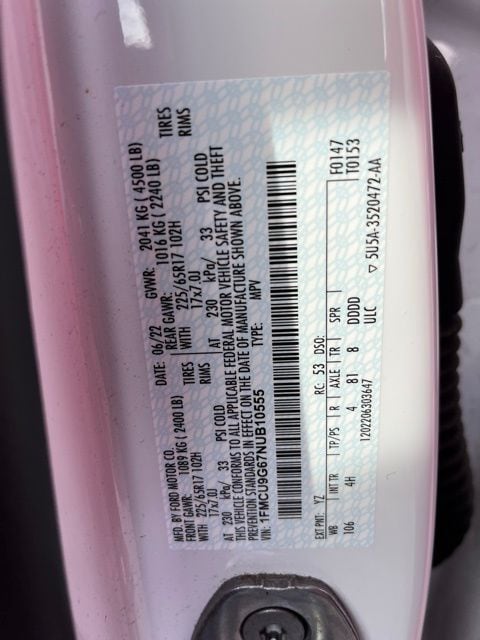 MFD. BY FORD MOTOR CO. DATE: 06/22 GVWR: 2041 KG ( 4500 LB)
FRONT GAWR: 1089 KG ( 2400 LB) REAR GAWR: 1016 KG ( 2240 LB)
WITH 225/65R17 102H TIRES WITH 225/65R17 102H TIRES
17x7.0J RIMS 17x7.0J RIMS
AT 230 kPa/ 33 PSI COLD AT 230 kPa/ 33 PSI COLD
THIS VEHICLE CONFORMS TO ALL APPLICABLE FEDERAL MOTOR VEHICLE SAFETY AND THEFT
PREVENTION STANDARDS IN EFFECT ON THE DATE OF MANUFACTURE SHOWN ABOVE.
VIN: 1FMCU9G67NUB10555 TYPE: MPV
F0147
T0153
EXT PNT: YZ RC: 53 DSO:
WB INT TR TP/PS R AXLE TR SPR
106 4H 4 81 8 DDDD
ULC
1202206303647
▽ 5U5A-3520472-AA